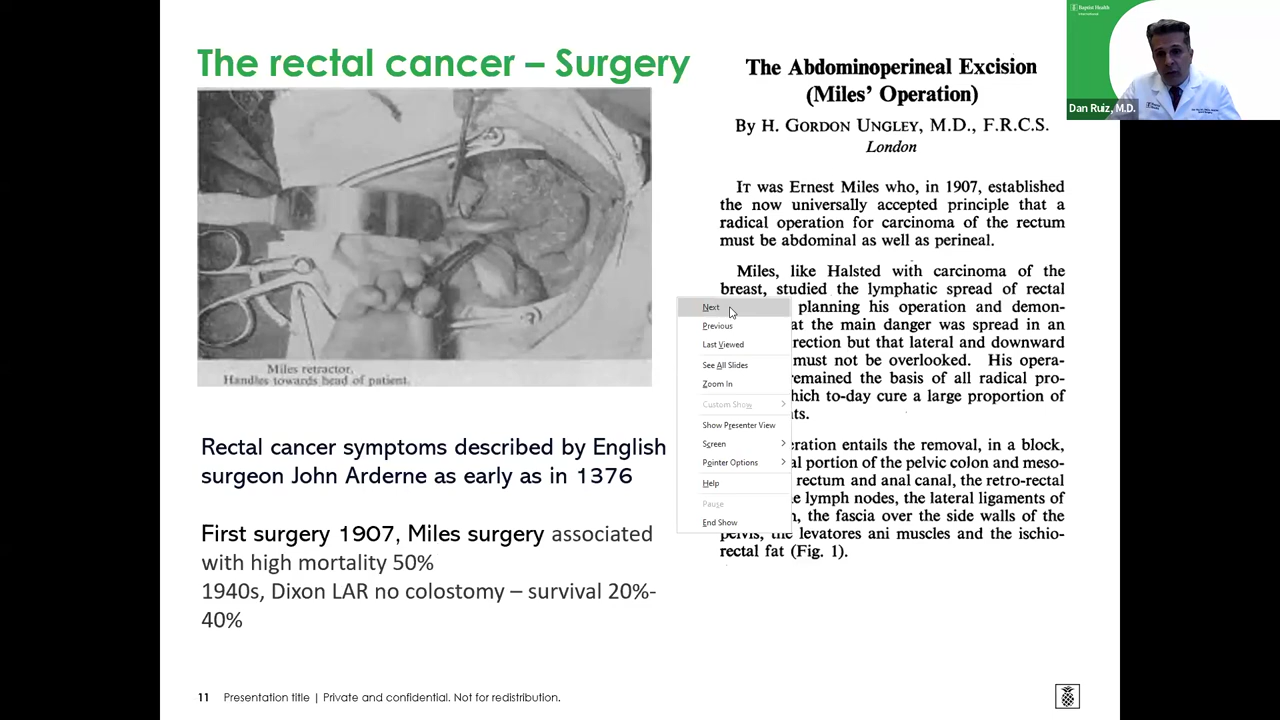 The rectal cancer – Surgery
Miles retractor.
Handles towards head of patient.
Rectal cancer symptoms described by English
surgeon John Arderne as early as in 1376
First surgery 1907, Miles surgery associated
with high mortality 50%
1940s, Dixon LAR no colostomy – survival 20%-
40%
The Abdominoperineal Excision
(Miles' Operation)
By H. GORDON UNGLEY, M.D., F.R.C.S.
London
IT was Ernest Miles who, in 1907, established
the now universally accepted principle that a
radical operation for carcinoma of the rectum
must be abdominal as well as perineal.
Miles, like Halsted with carcinoma of the
breast, studied the lymphatic spread of rectal
planning his operation and demon-
at the main danger was spread in an
rection but that lateral and downward
must not be overlooked. His opera-
remained the basis of all radical pro-
hich to-day cure a large proportion of
ts.
eration entails the removal, in a block,
al portion of the pelvic colon and meso-
rectum and anal canal, the retro-rectal
e lymph nodes, the lateral ligaments of
n, the fascia over the side walls of the
pelvis, the levatores ani muscles and the ischio-
rectal fat (Fig. 1).
Next
Previous
Last Viewed
See All Slides
Zoom In
Custom Show
Show Presenter View
Screen
Pointer Options
Help
Pause
End Show
Baptist Health
International
Dan Ruiz, M.D.
11 Presentation title | Private and confidential. Not for redistribution.